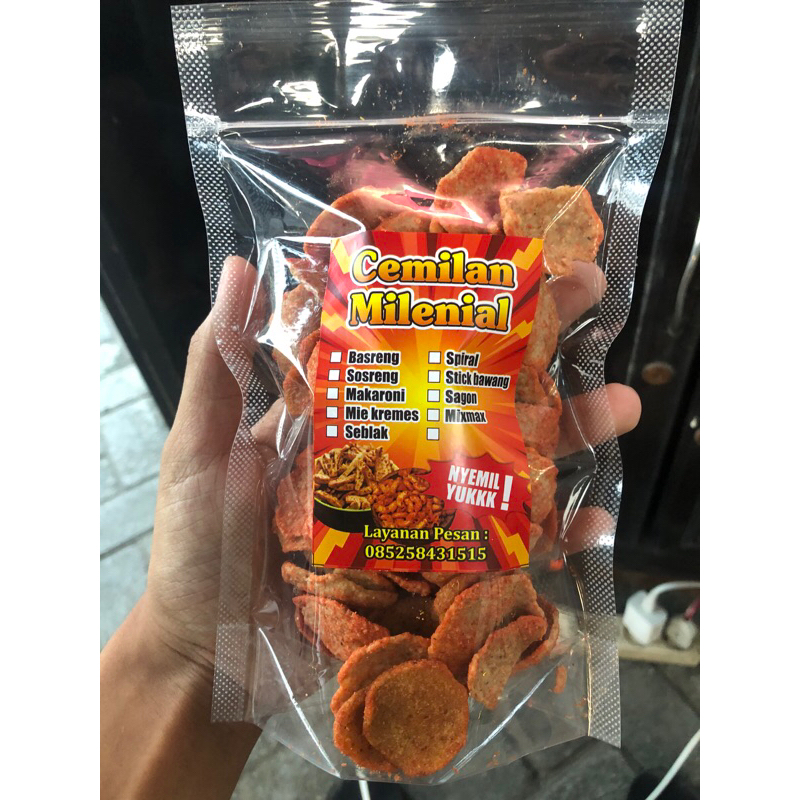 Cemilan
Milenial
Basreng
Sosreng
Makaroni
Mie kremes
Seblak
Spiral
Stick bawang
Sagon
Mixmax
NYEMIL
YUKKK !
Layanan Pesan :
085258431515